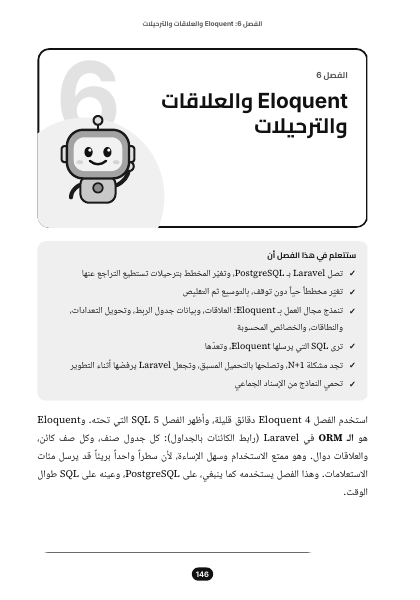 الفصل 6: Eloquent والعلاقات والترحيلات
6
الفصل 6
Eloquent والعلاقات
والترحيلات
ستتعلم في هذا الفصل أن
✓ تصل Laravel بـ PostgreSQL، وتغيّر المخطط بترحيلات تستطيع التراجع عنها
✓ تغيّر مخططاً حياً دون توقف، بالتوسيع ثم التقليص
✓ تنمذج مجال العمل بـ Eloquent: العلاقات، وبيانات جدول الربط، وتحويل التعدادات،
والنطاقات، والخصائص المحسوبة
✓ ترى SQL التي يرسلها Eloquent، وتعدّها
✓ تجد مشكلة N+1، وتصلحها بالتحميل المسبق، وتجعل Laravel يرفضها أثناء التطوير
✓ تحمي النماذج من الإسناد الجماعي
استخدم الفصل 4 Eloquent دقائق قليلة، وأظهر الفصل 5 SQL التي تحته. وEloquent
هو الـ ORM في Laravel (رابط الكائنات بالجداول): كل جدول صنف، وكل صف كائن،
والعلاقات دوال. وهو ممتع الاستخدام وسهل الإساءة، لأن سطراً واحداً بريئاً قد يرسل مئات
الاستعلامات. وهذا الفصل يستخدمه كما ينبغي، على PostgreSQL، وعينه على SQL طوال
الوقت.
146